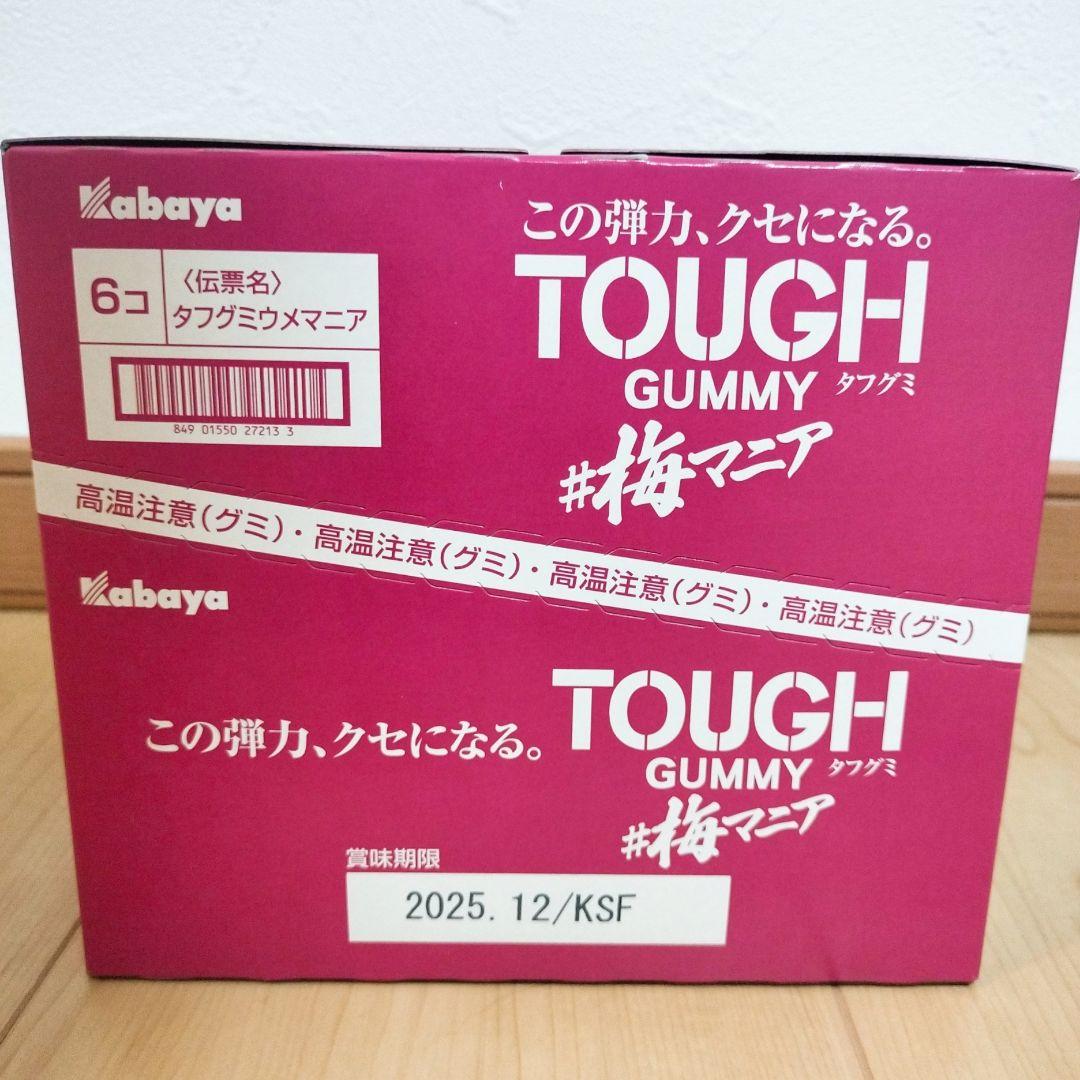 Kabaya
6コ
〈伝票名〉
タフグミウメマニア
849 01550 27213 3
この弾力、クセになる。
TOUGH
GUMMY タフグミ
#梅マニア
高温注意(グミ)・高温注意(グミ)・高温注意(グミ)・高温注意(グミ)
Kabaya
この弾力、クセになる。
TOUGH
GUMMY タフグミ
#梅マニア
賞味期限
2025.12/KSF